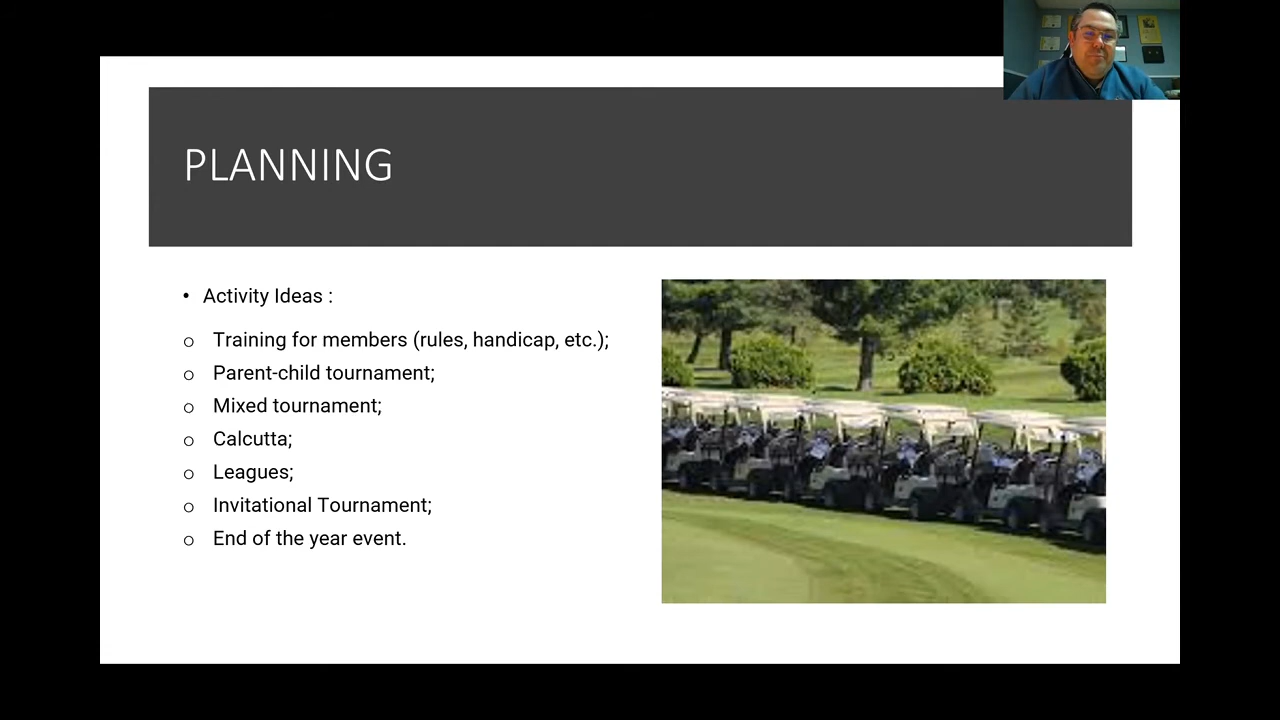 PLANNING
• Activity Ideas :
o Training for members (rules, handicap, etc.);
o Parent-child tournament;
o Mixed tournament;
o Calcutta;
o Leagues;
o Invitational Tournament;
o End of the year event.